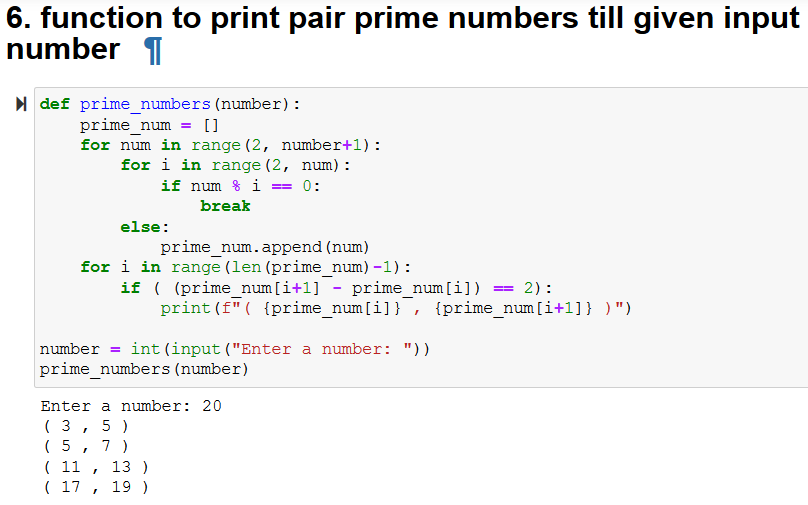 6. function to print pair prime numbers till given input
number ¶
def prime_numbers(number):
    prime_num = []
    for num in range(2, number+1):
        for i in range(2, num):
            if num % i == 0:
                break
        else:
            prime_num.append(num)
    for i in range(len(prime_num)-1):
        if ( (prime_num[i+1] - prime_num[i]) == 2):
            print(f"( {prime_num[i]} , {prime_num[i+1]} )")
number = int(input("Enter a number: "))
prime_numbers(number)
Enter a number: 20
( 3 , 5 )
( 5 , 7 )
( 11 , 13 )
( 17 , 19 )